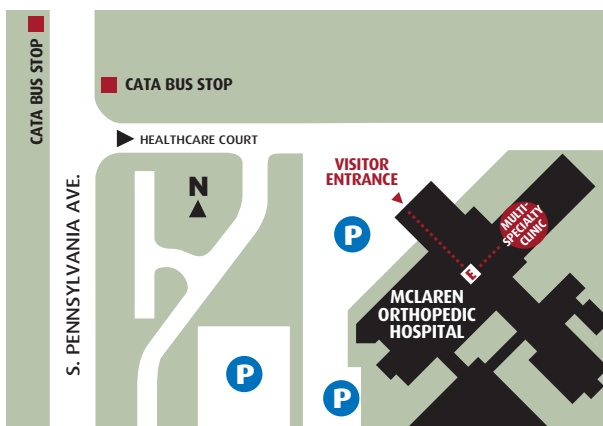 CATA BUS STOP
CATA BUS STOP
HEALTHCARE COURT
S. PENNSYLVANIA AVE.
N
VISITOR
ENTRANCE
P
MULTI-
SPECIALTY
CLINIC
E
MCLAREN
ORTHOPEDIC
HOSPITAL
P
P